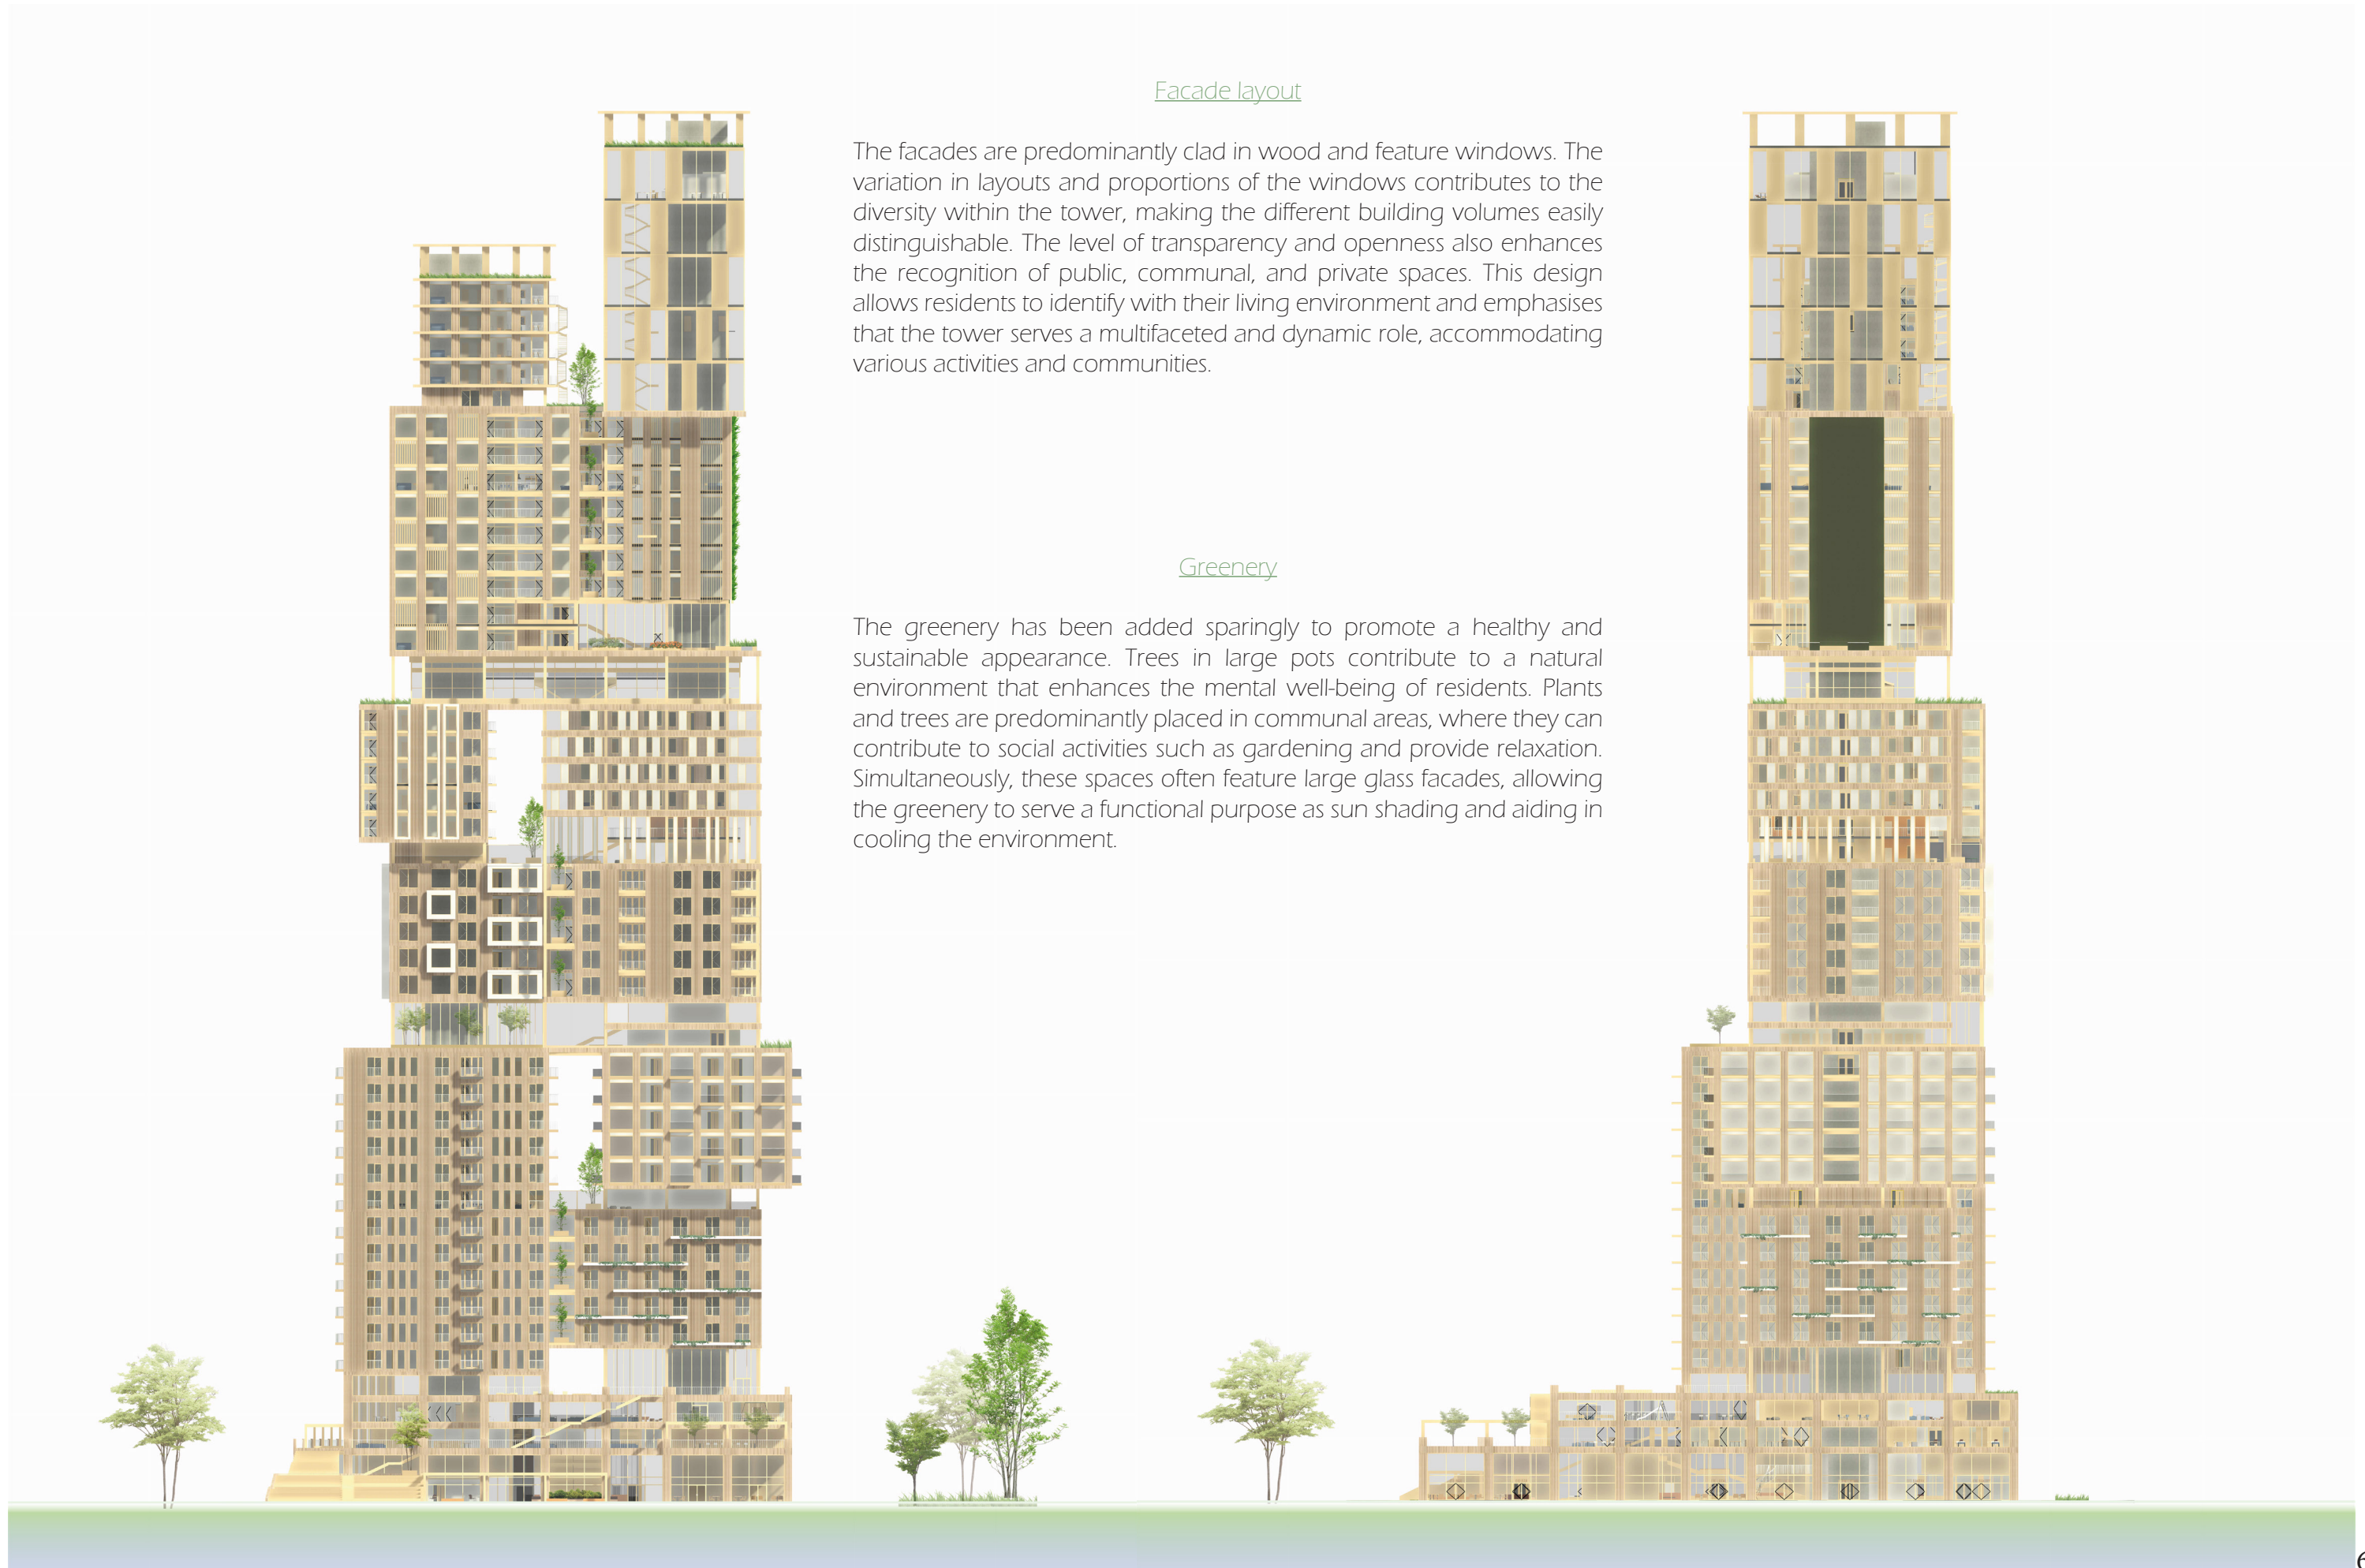 Facade layout
The facades are predominantly clad in wood and feature windows. The
variation in layouts and proportions of the windows contributes to the
diversity within the tower, making the different building volumes easily
distinguishable. The level of transparency and openness also enhances
the recognition of public, communal, and private spaces. This design
allows residents to identify with their living environment and emphasises
that the tower serves a multifaceted and dynamic role, accommodating
various activities and communities.
Greenery
The greenery has been added sparingly to promote a healthy and
sustainable appearance. Trees in large pots contribute to a natural
environment that enhances the mental well-being of residents. Plants
and trees are predominantly placed in communal areas, where they can
contribute to social activities such as gardening and provide relaxation.
Simultaneously, these spaces often feature large glass facades, allowing
the greenery to serve a functional purpose as sun shading and aiding in
cooling the environment.